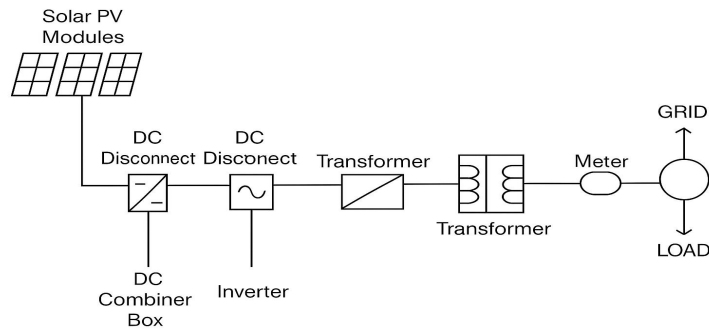 Solar PV
Modules
DC
Disconnect
DC
Disconect
Transformer
Transformer
Meter
GRID
LOAD
DC
Combiner
Box
Inverter